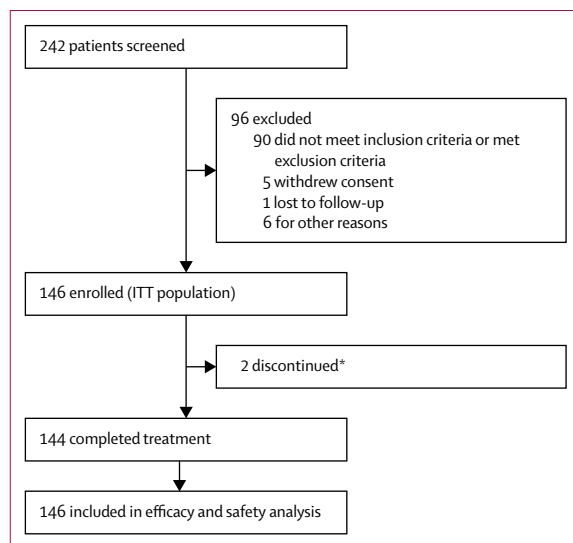 242 patients screened
96 excluded
90 did not meet inclusion criteria or met
exclusion criteria
5 withdrew consent
1 lost to follow-up
6 for other reasons
146 enrolled (ITT population)
2 discontinued*
144 completed treatment
146 included in efficacy and safety analysis